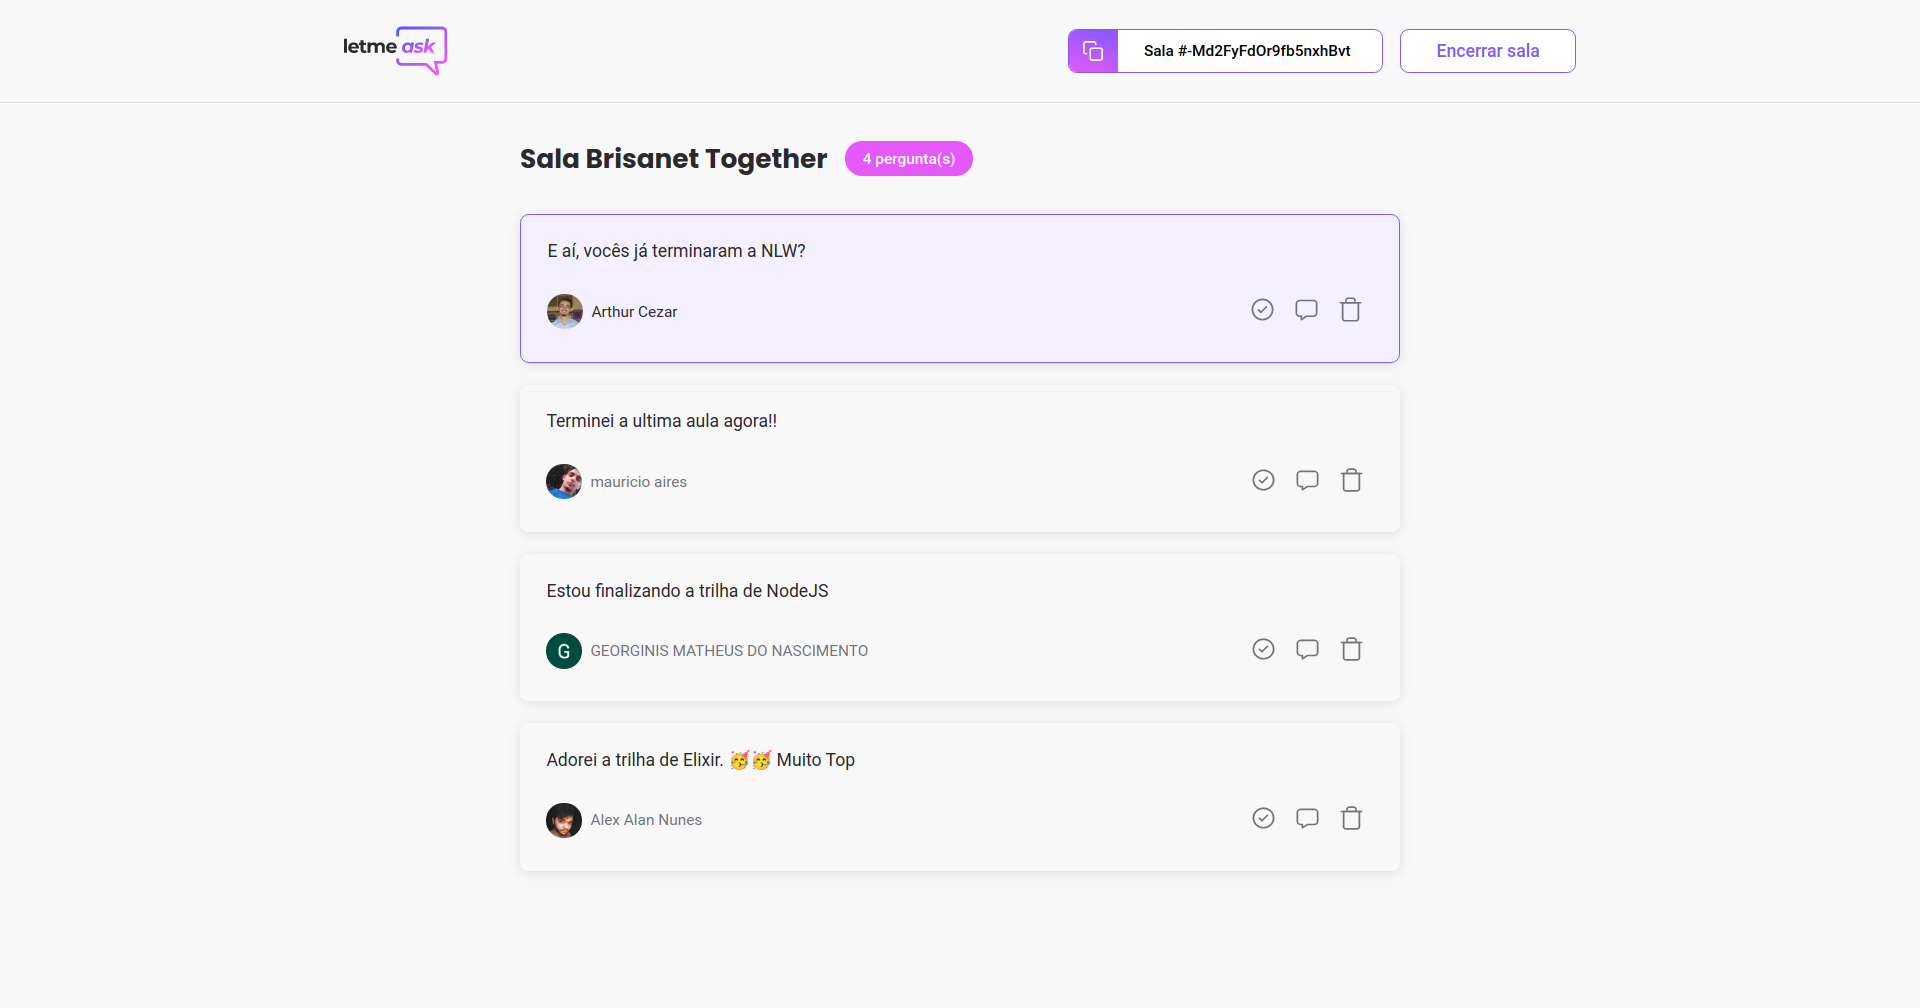 letmeask
Sala #-Md2FyFdOr9fb5nxhBvt
Encerrar sala
Sala Brisanet Together
4 pergunta(s)
E aí, vocês já terminaram a NLW?
Arthur Cezar
Terminei a ultima aula agora!!
mauricio aires
Estou finalizando a trilha de NodeJS
G
GEORGINIS MATHEUS DO NASCIMENTO
Adorei a trilha de Elixir. 🥳🥳 Muito Top
Alex Alan Nunes